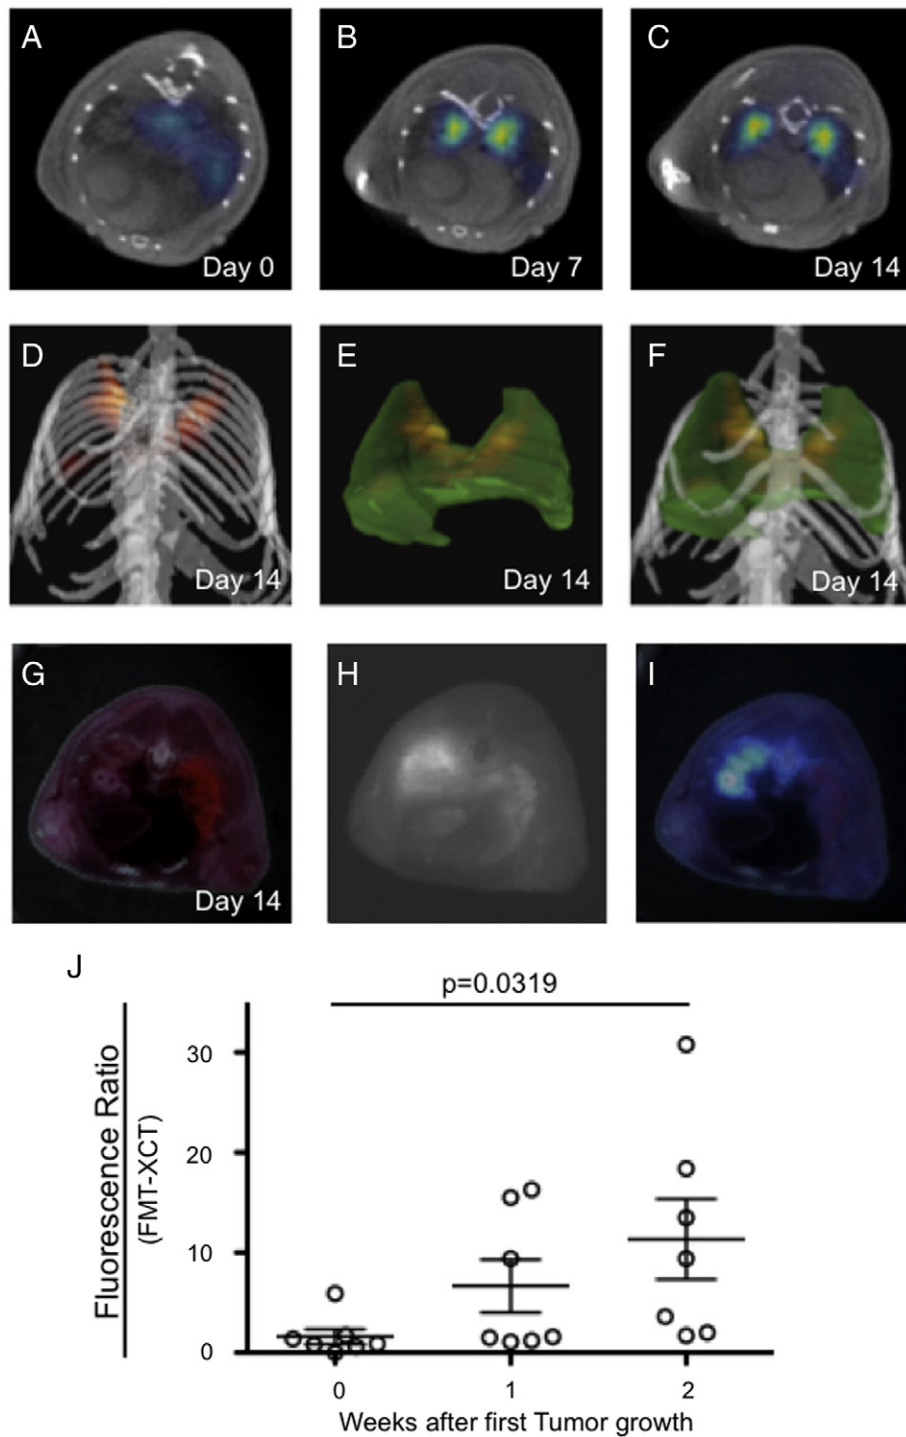 A
B
C
Day 0
Day 7
Day 14
D
E
F
Day 14
Day 14
Day 14
G
H
I
Day 14
J
p=0.0319
Fluorescence Ratio
(FMT-XCT)
30
20
10
0
0
1
2
Weeks after first Tumor growth